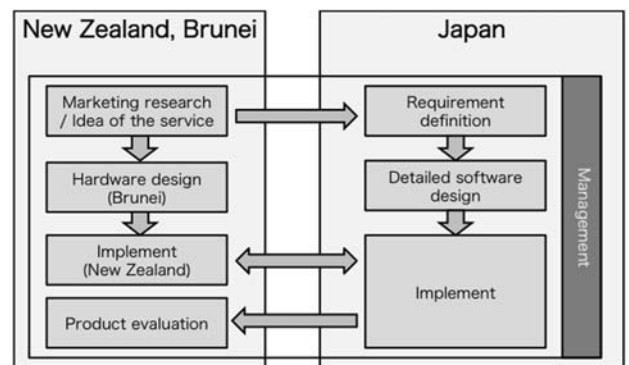 New Zealand, Brunei
Marketing research
/ Idea of the service
Hardware design
(Brunei)
Implement
(New Zealand)
Product evaluation
Japan
Requirement
definition
Detailed software
design
Implement
Management